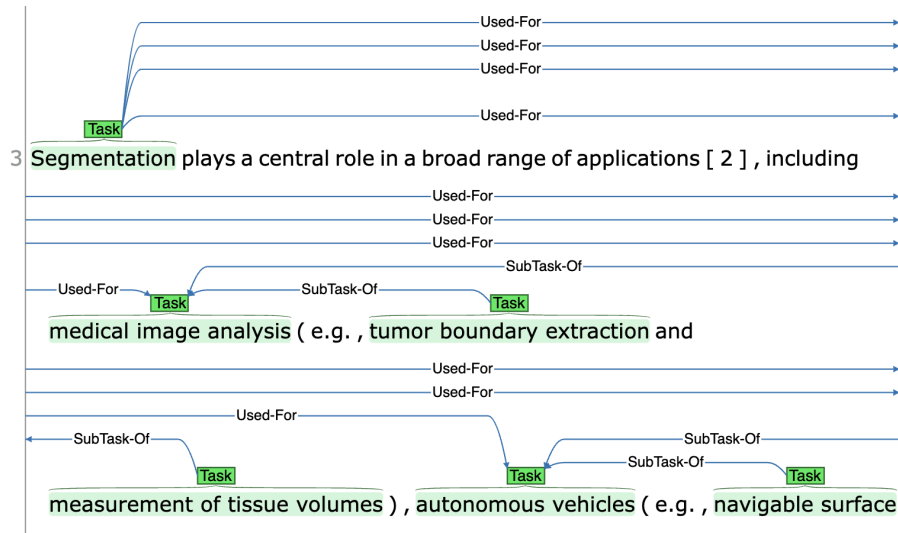 Used-For
Used-For
Used-For
Used-For
Task
3 Segmentation plays a central role in a broad range of applications [ 2 ] , including
Used-For
Used-For
Used-For
SubTask-Of
Used-For SubTask-Of
Task Task
medical image analysis ( e.g. , tumor boundary extraction and
Used-For
Used-For
Used-For
SubTask-Of SubTask-Of
SubTask-Of
Task Task Task
measurement of tissue volumes ) , autonomous vehicles ( e.g. , navigable surface